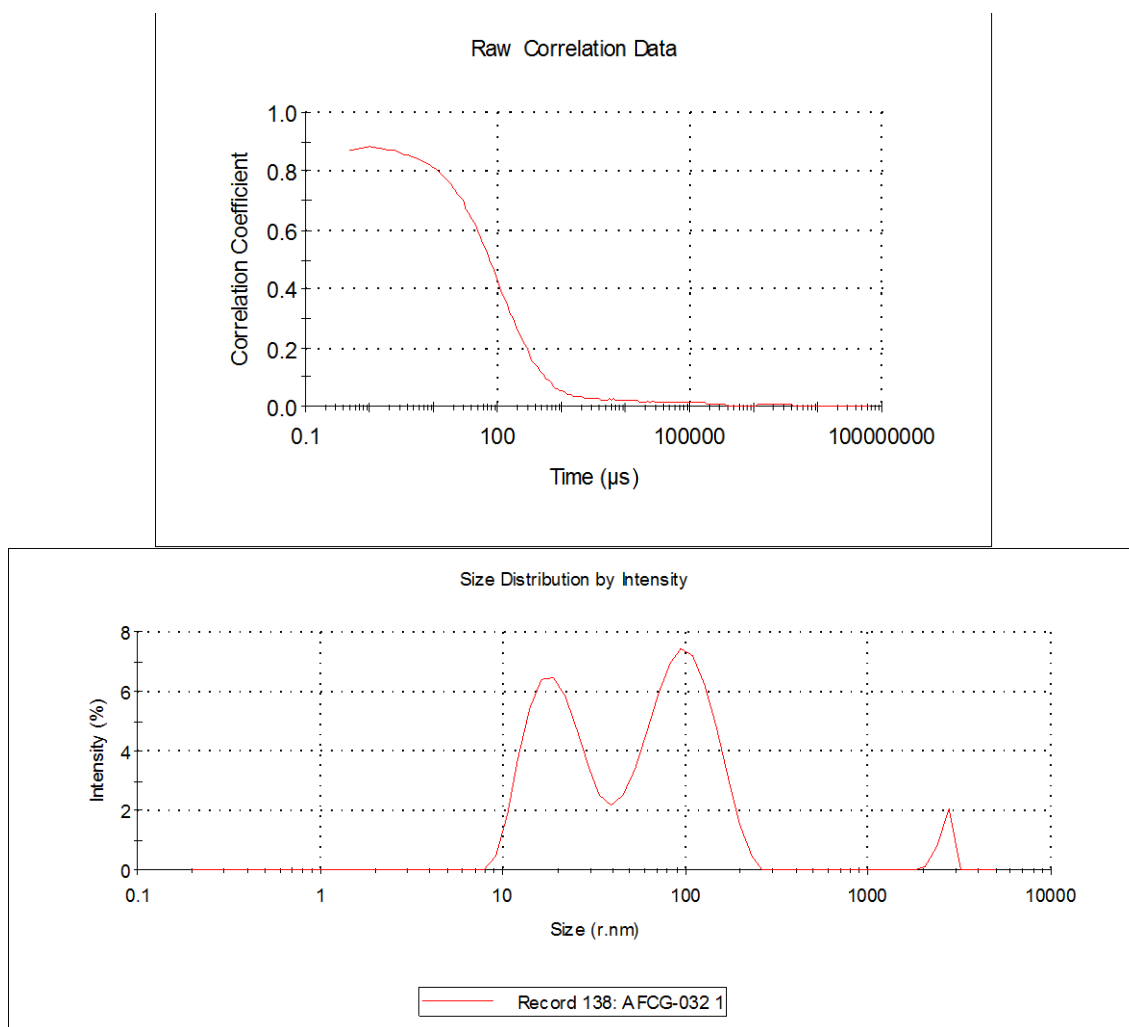 Raw Correlation Data
1.0
0.8
0.6
0.4
0.2
0.0
Correlation Coefficient
0.1 100 100000 100000000
Time (µs)
Size Distribution by Intensity
8
6
4
2
0
Intensity (%)
0.1 1 10 100 1000 10000
Size (r.nm)
Record 138: AFCG-032 1